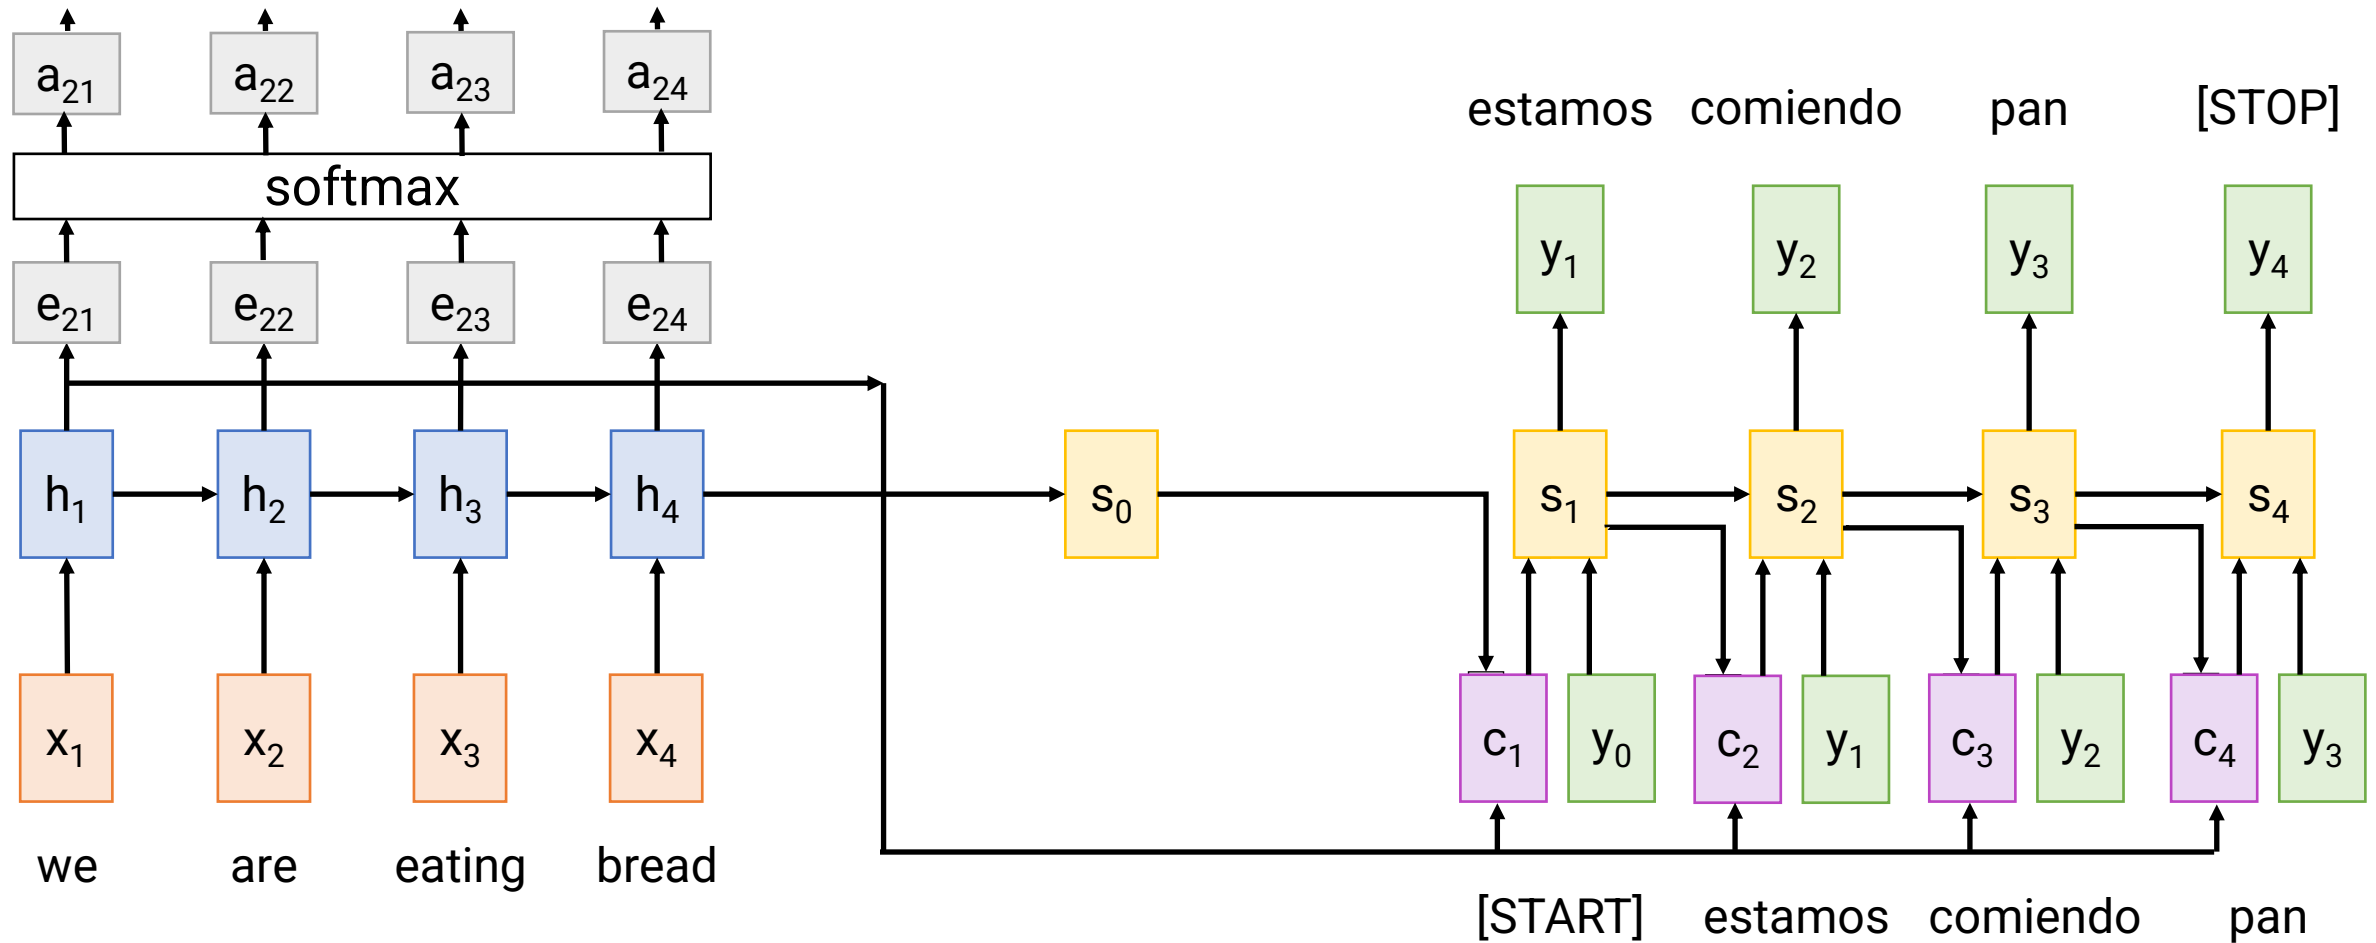 a21 a22 a23 a24
softmax
e21 e22 e23 e24
h1 h2 h3 h4
x1 x2 x3 x4
we are eating bread
estamos comiendo pan [STOP]
y1 y2 y3 y4
s0 s1 s2 s3 s4
c1 y0 c2 y1 c3 y2 c4 y3
[START] estamos comiendo pan